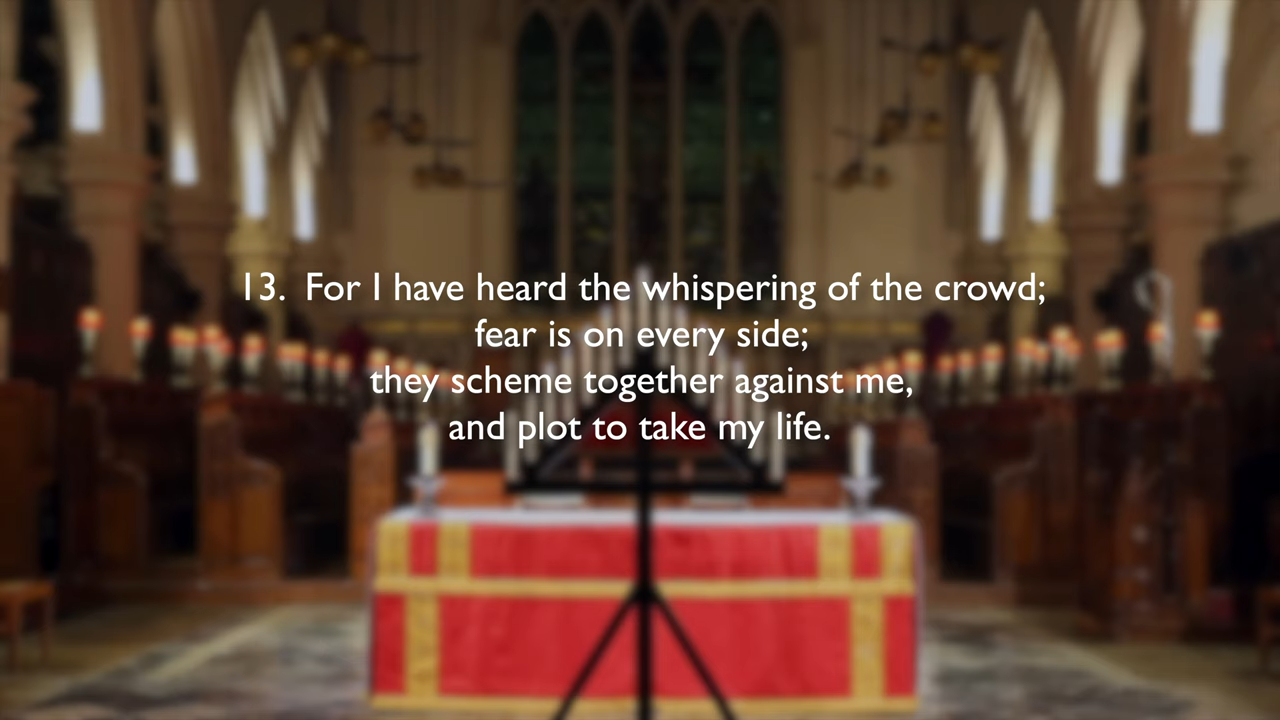 13. For I have heard the whispering of the crowd;
fear is on every side;
they scheme together against me,
and plot to take my life.